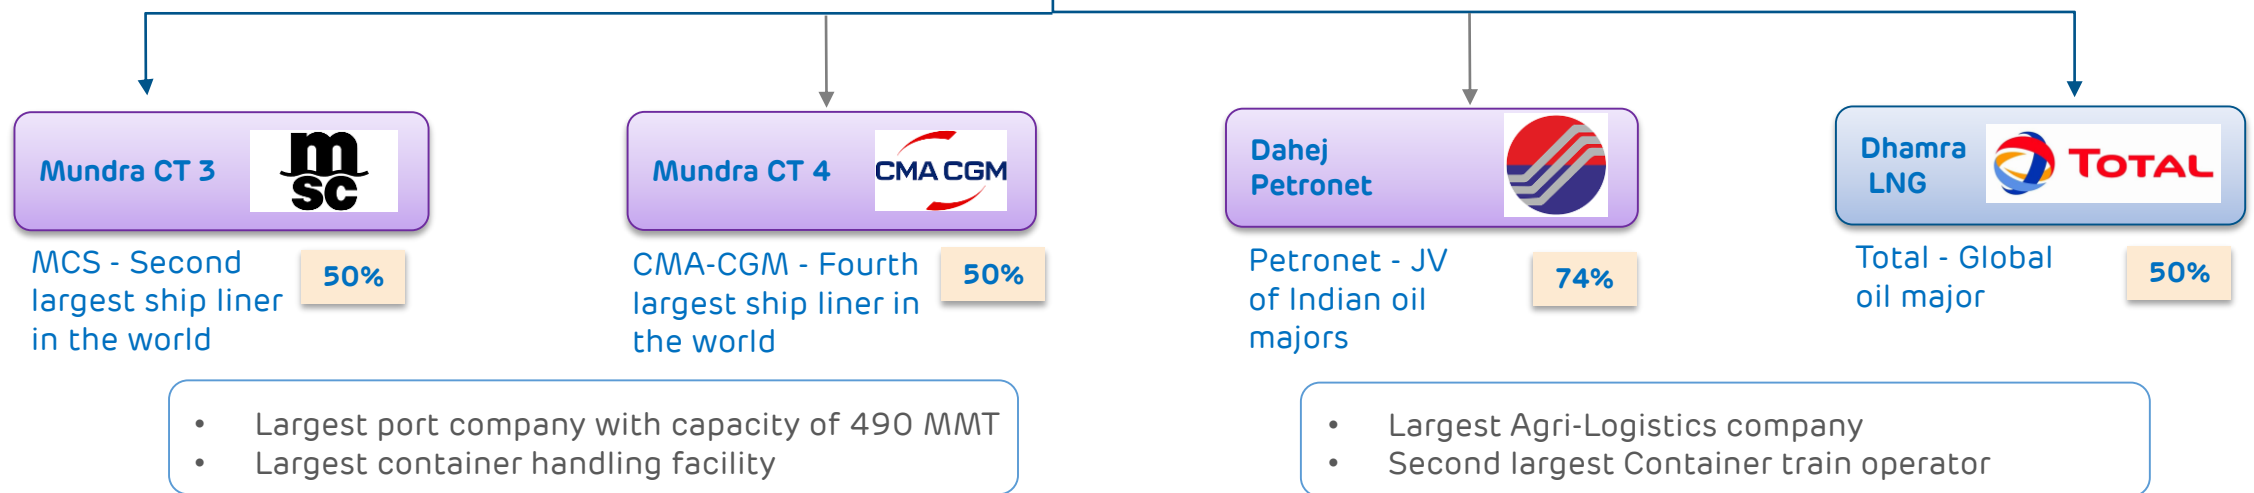 Mundra CT 3
msc
Mundra CT 4
CMA CGM
Dahej
Petronet
Dhamra
LNG
TOTAL
MCS - Second
largest ship liner
in the world
50%
CMA-CGM - Fourth
largest ship liner in
the world
50%
Petronet - JV
of Indian oil
majors
74%
Total - Global
oil major
50%
• Largest port company with capacity of 490 MMT
• Largest container handling facility
• Largest Agri-Logistics company
• Second largest Container train operator